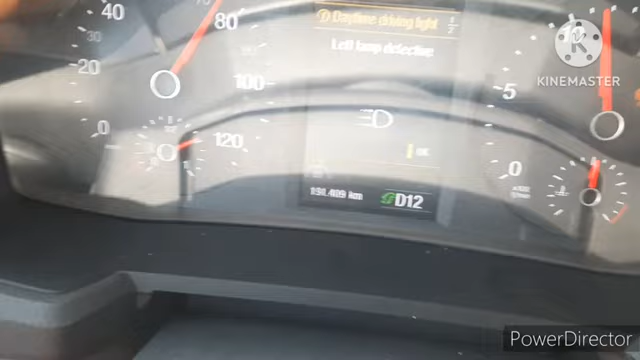 40
80
Daytime driving light
1/2
Left lamp defective
20
100
5
KINEMASTER
0
120
OK
0
D12
PowerDirector